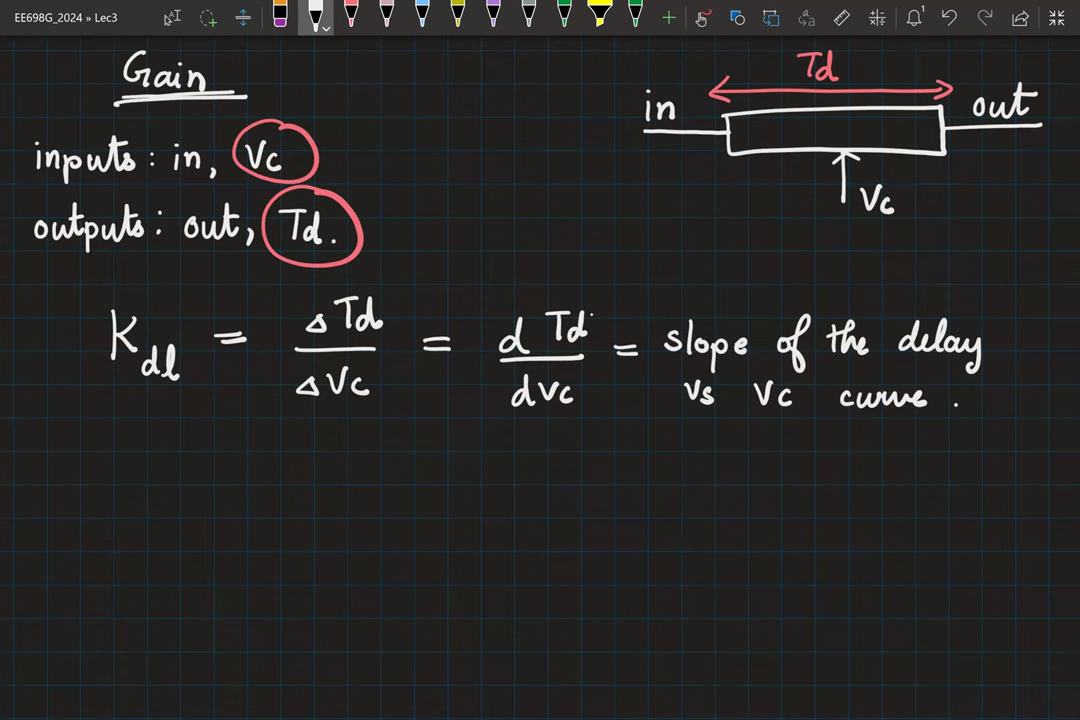 EE698G_2024 » Lec3
Gain
inputs: in, Vc
outputs: out, Td.
Td
in
out
Vc
Kdl = ΔTd / ΔVc = d Td / dVc = slope of the delay
vs Vc curve.